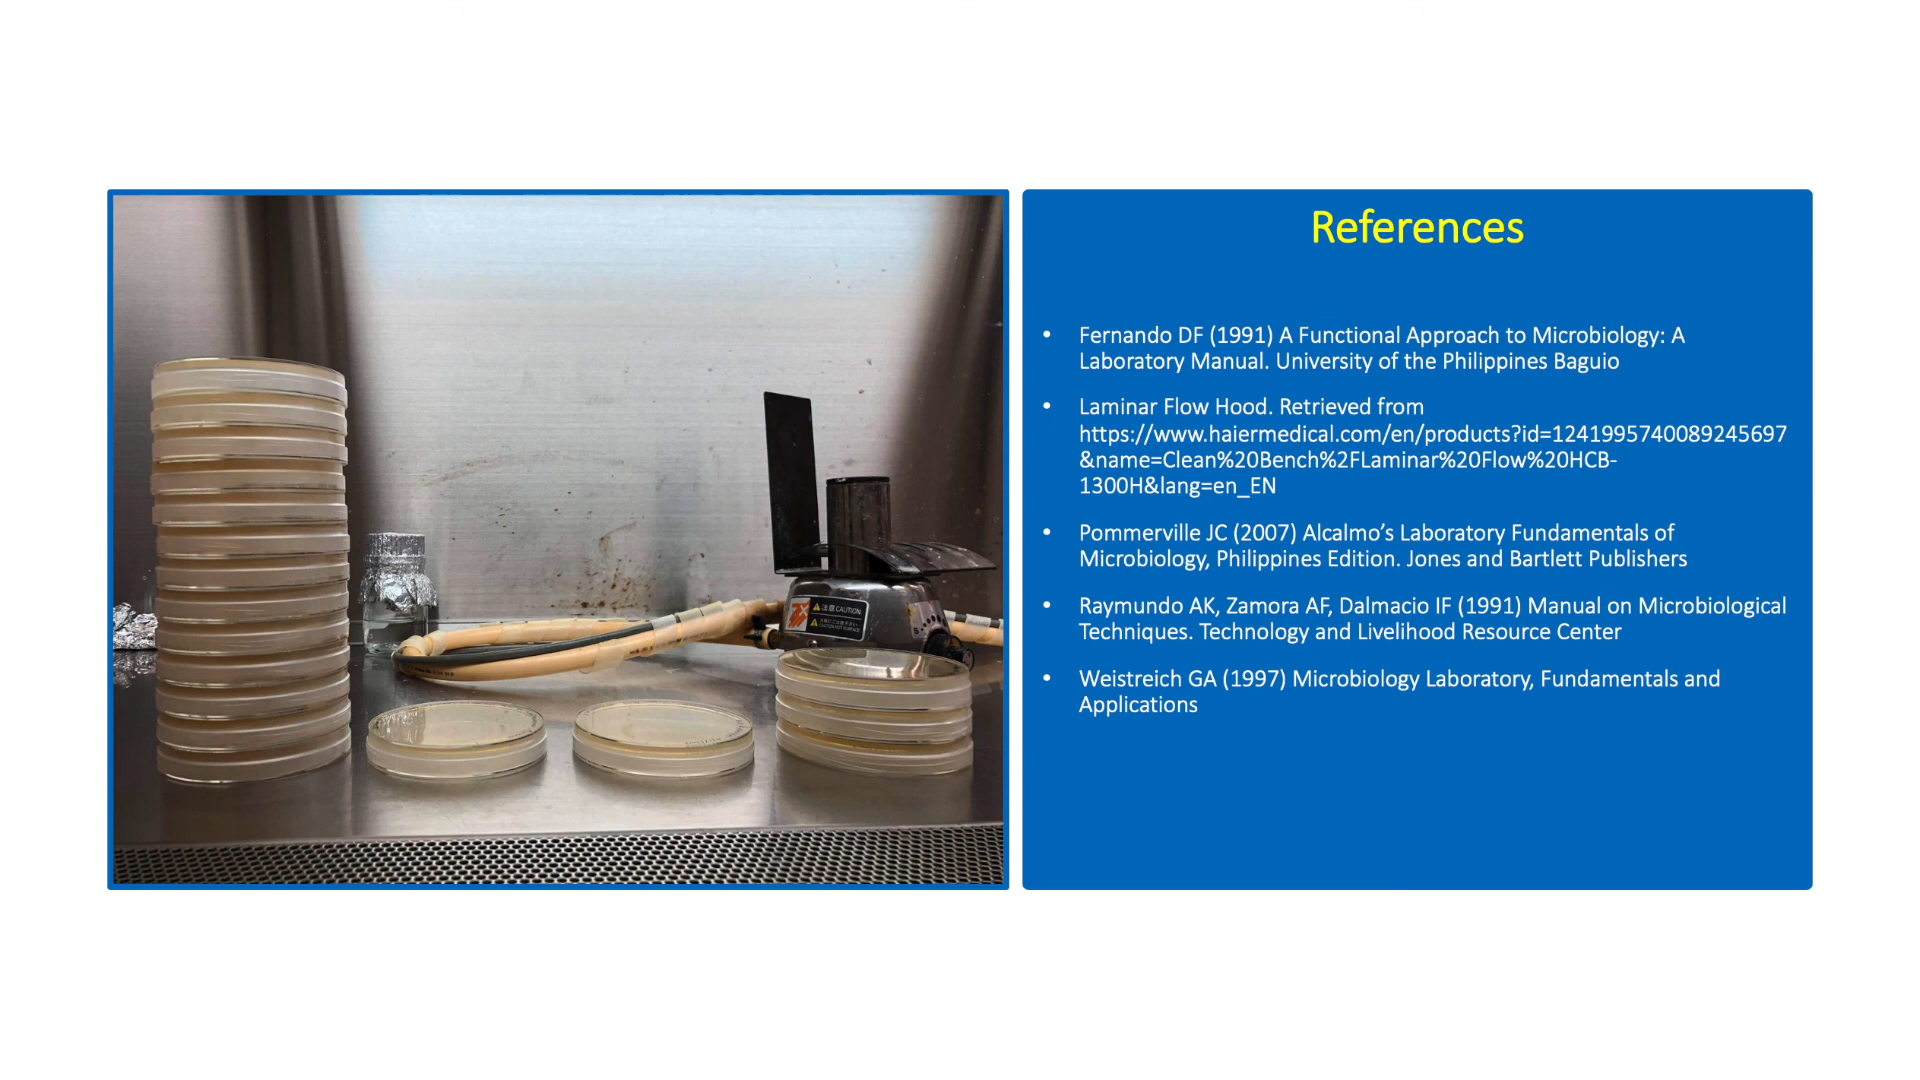 References
• Fernando DF (1991) A Functional Approach to Microbiology: A
Laboratory Manual. University of the Philippines Baguio
• Laminar Flow Hood. Retrieved from
https://www.haiermedical.com/en/products?id=1241995740089245697
&name=Clean%20Bench%2FLaminar%20Flow%20HCB-
1300H&lang=en_EN
• Pommerville JC (2007) Alcalmo’s Laboratory Fundamentals of
Microbiology, Philippines Edition. Jones and Bartlett Publishers
• Raymundo AK, Zamora AF, Dalmacio IF (1991) Manual on Microbiological
Techniques. Technology and Livelihood Resource Center
• Weistreich GA (1997) Microbiology Laboratory, Fundamentals and
Applications
注意 CAUTION